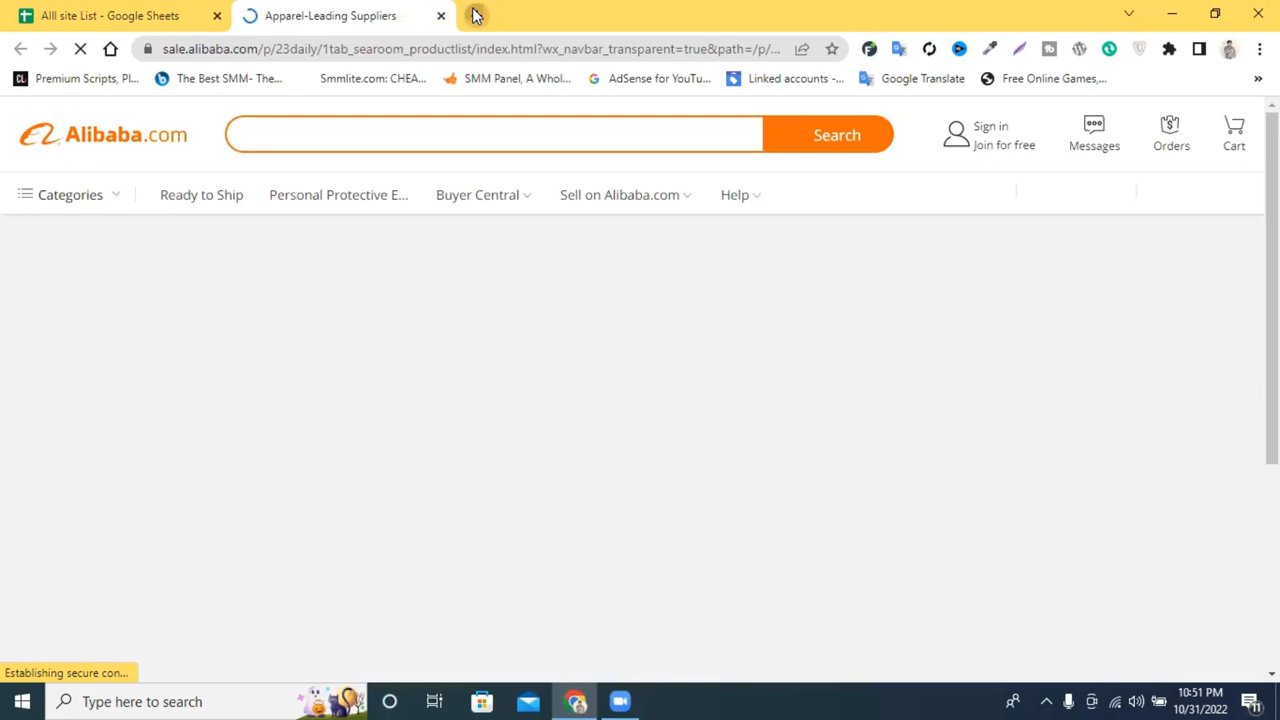 Alll site List - Google Sheets
Apparel-Leading Suppliers
sale.alibaba.com/p/23daily/1tab_searoom_productlist/index.html?wx_navbar_transparent=true&path=/p/...
CL Premium Scripts, Pl...
The Best SMM- The...
Smmlite.com: CHEA...
SMM Panel, A Whol...
AdSense for YouTu...
Linked accounts -...
Google Translate
Free Online Games,...
Alibaba.com
Search
Sign in
Join for free
Messages
Orders
Cart
Categories
Ready to Ship
Personal Protective E...
Buyer Central
Sell on Alibaba.com
Help
Establishing secure con...
Type here to search
10:51 PM
10/31/2022
11